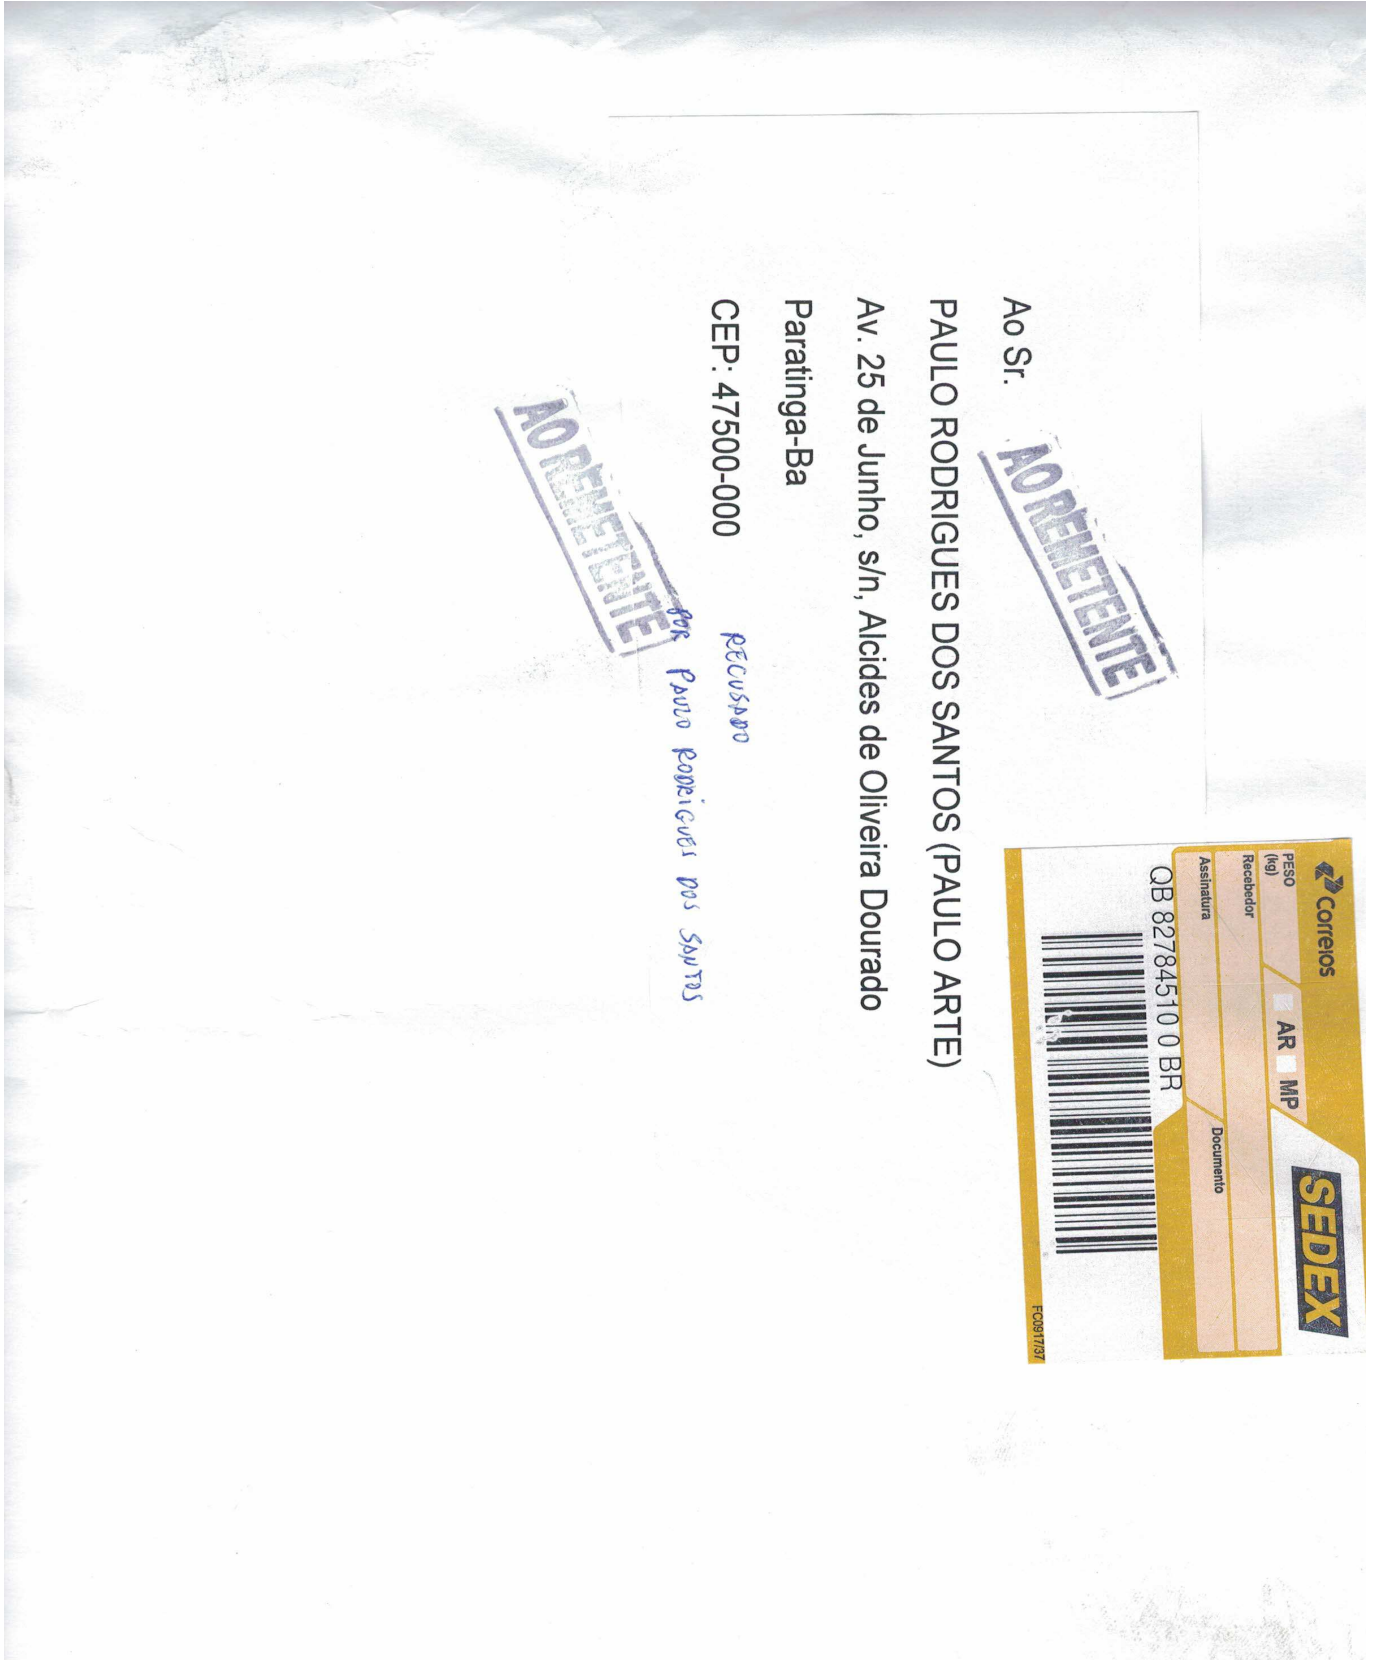 Correios
SEDEX
PESO
(kg)
AR
MP
Recebedor
Assinatura
Documento
QB 82784510 0 BR
FC0917/37
Ao Sr.
AO REMETENTE
PAULO RODRIGUES DOS SANTOS (PAULO ARTE)
Av. 25 de Junho, s/n, Alcides de Oliveira Dourado
Paratinga-Ba
CEP: 47500-000
RECUSADO
POR PAULO RODRIGUES DOS SANTOS
AO REMETENTE